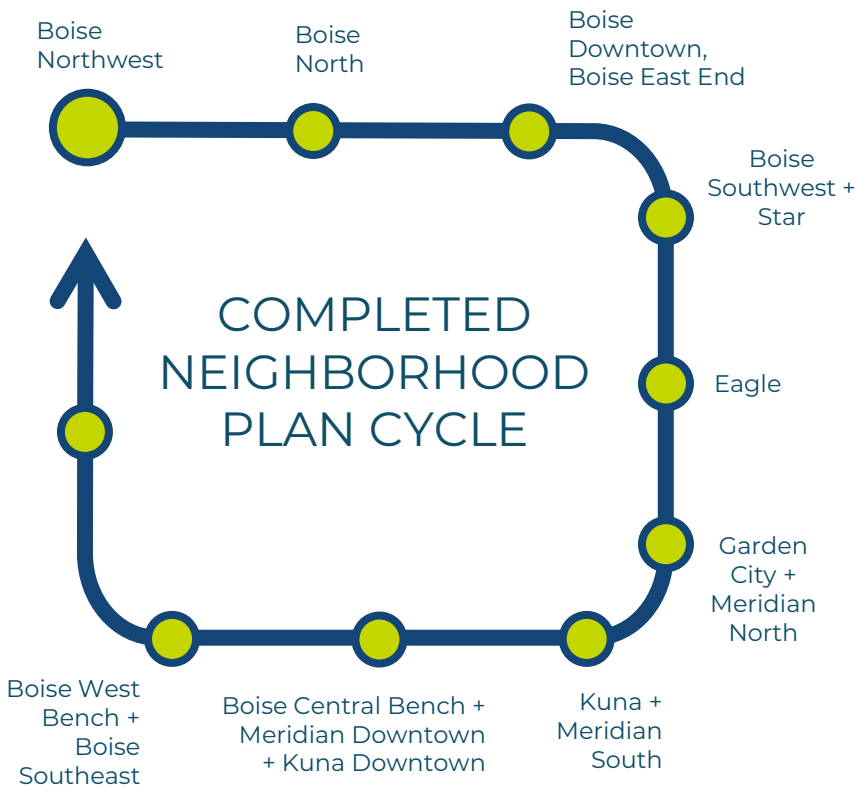 Boise
Northwest
Boise
North
Boise
Downtown,
Boise East End
Boise
Southwest +
Star
COMPLETED
NEIGHBORHOOD
PLAN CYCLE
Eagle
Garden
City +
Meridian
North
Kuna +
Meridian
South
Boise Central Bench +
Meridian Downtown
+ Kuna Downtown
Boise West
Bench +
Boise
Southeast